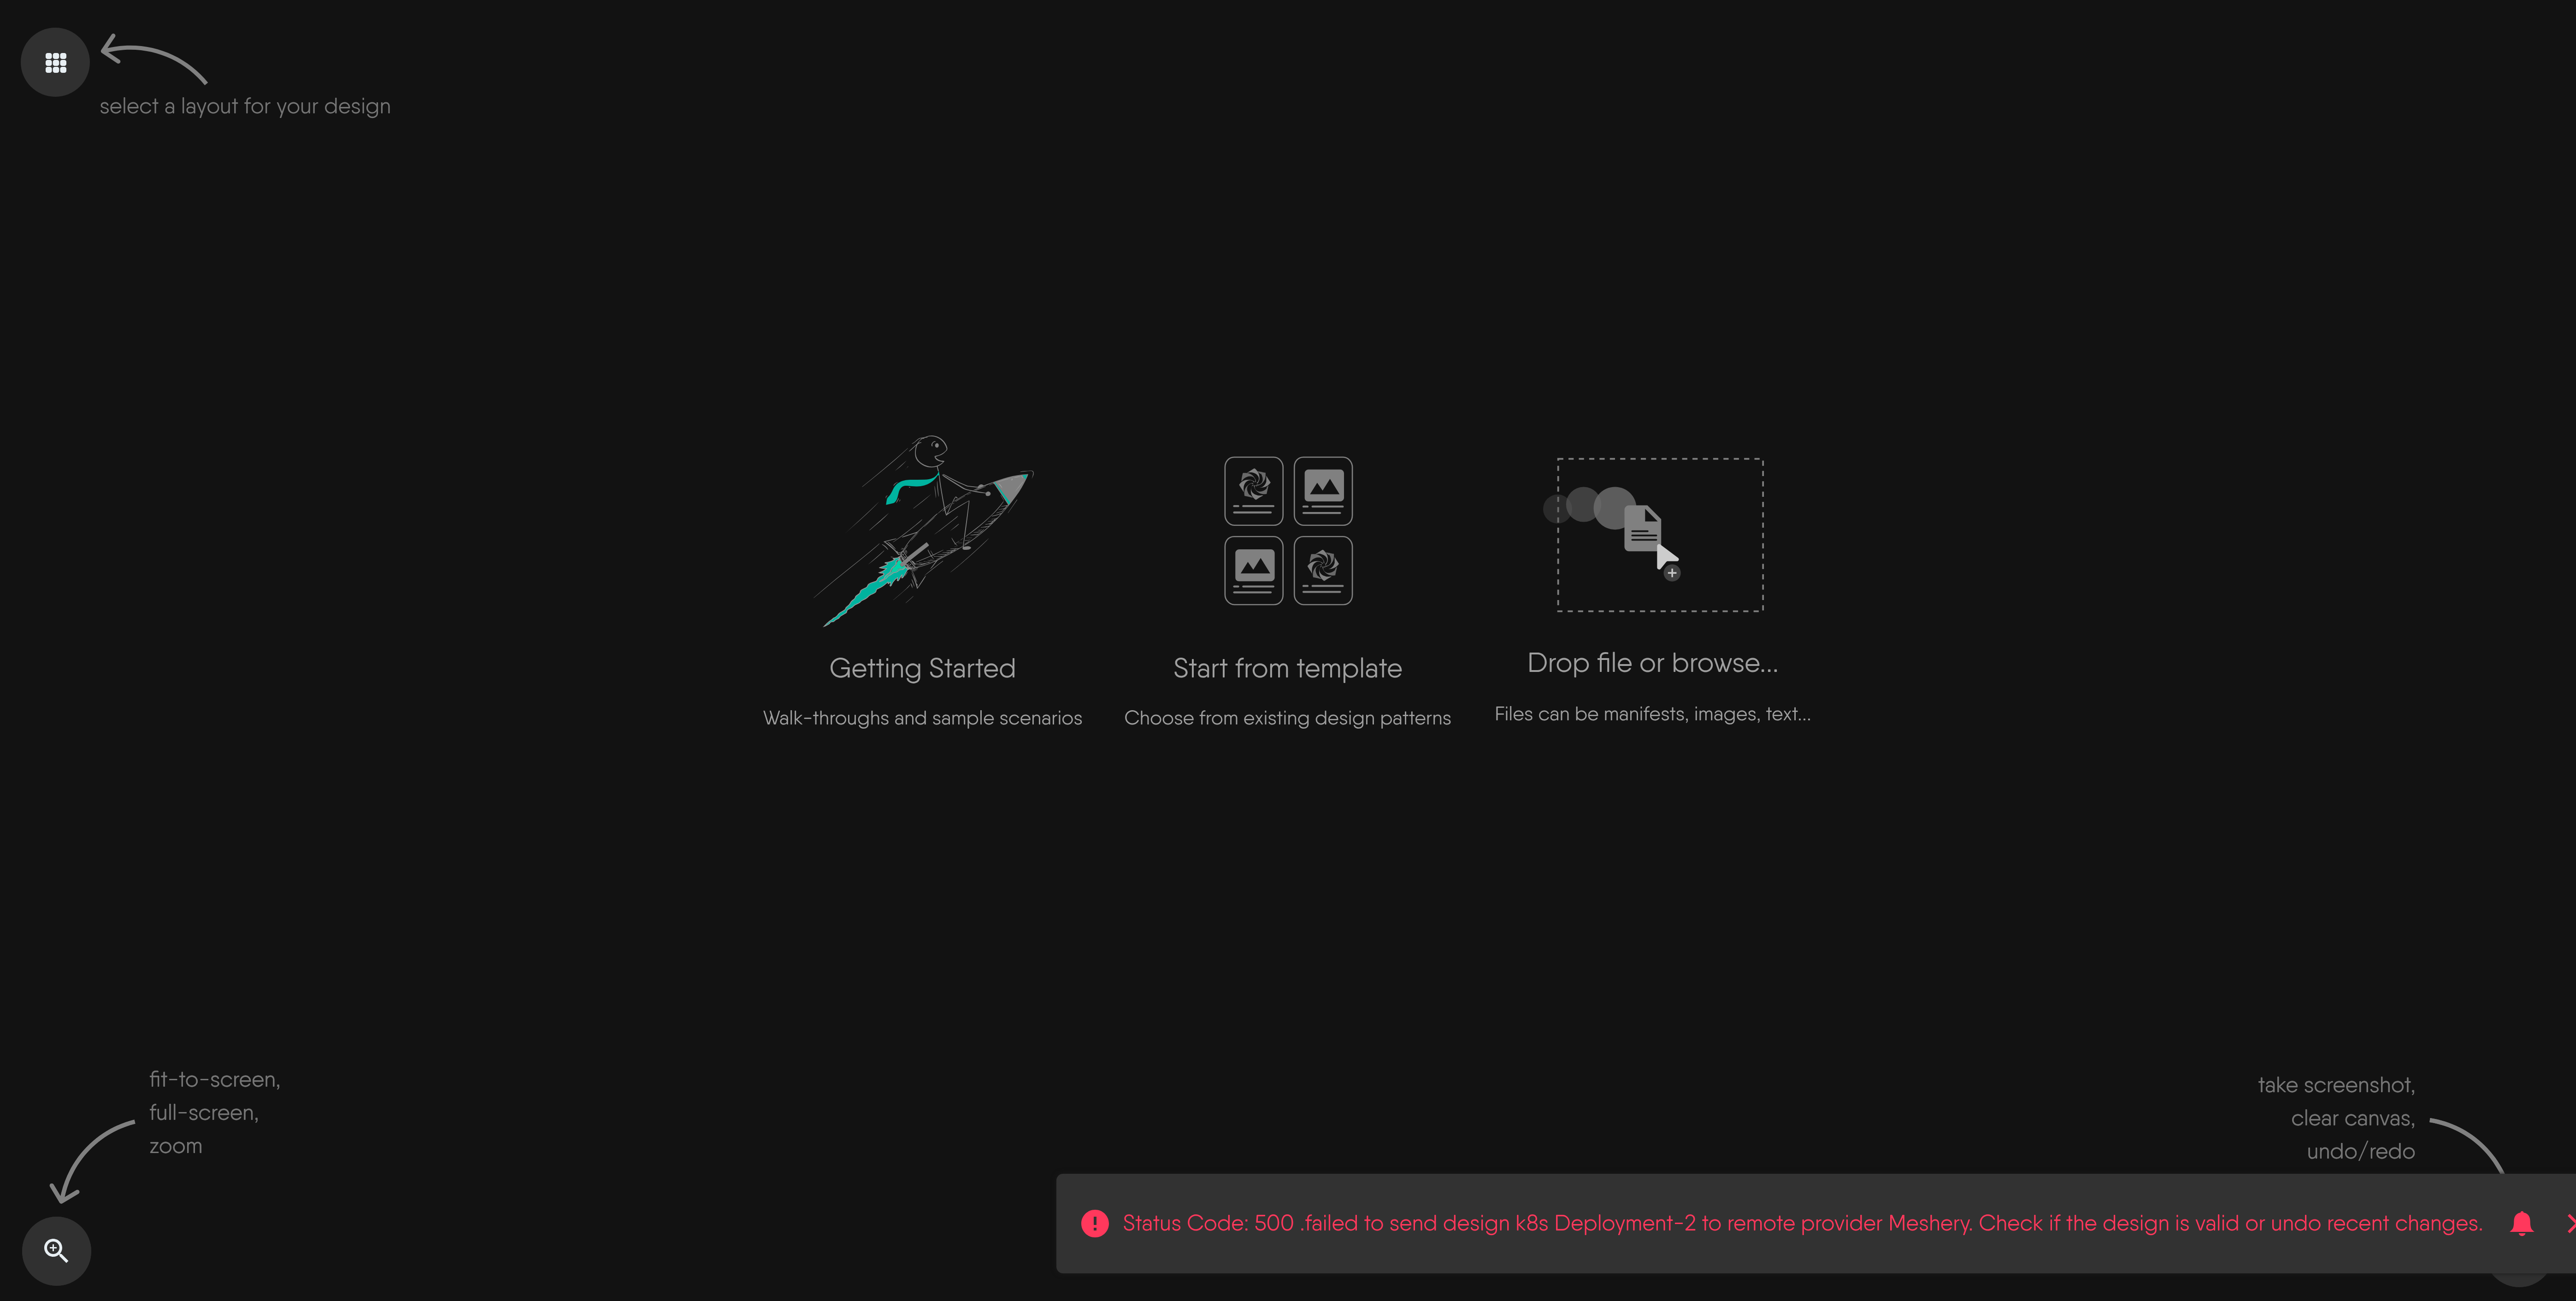 select a layout for your design
Getting Started
Walk-throughs and sample scenarios
Start from template
Choose from existing design patterns
Drop file or browse...
Files can be manifests, images, text...
fit-to-screen,
full-screen,
zoom
take screenshot,
clear canvas,
undo/redo
Status Code: 500 .failed to send design k8s Deployment-2 to remote provider Meshery. Check if the design is valid or undo recent changes.